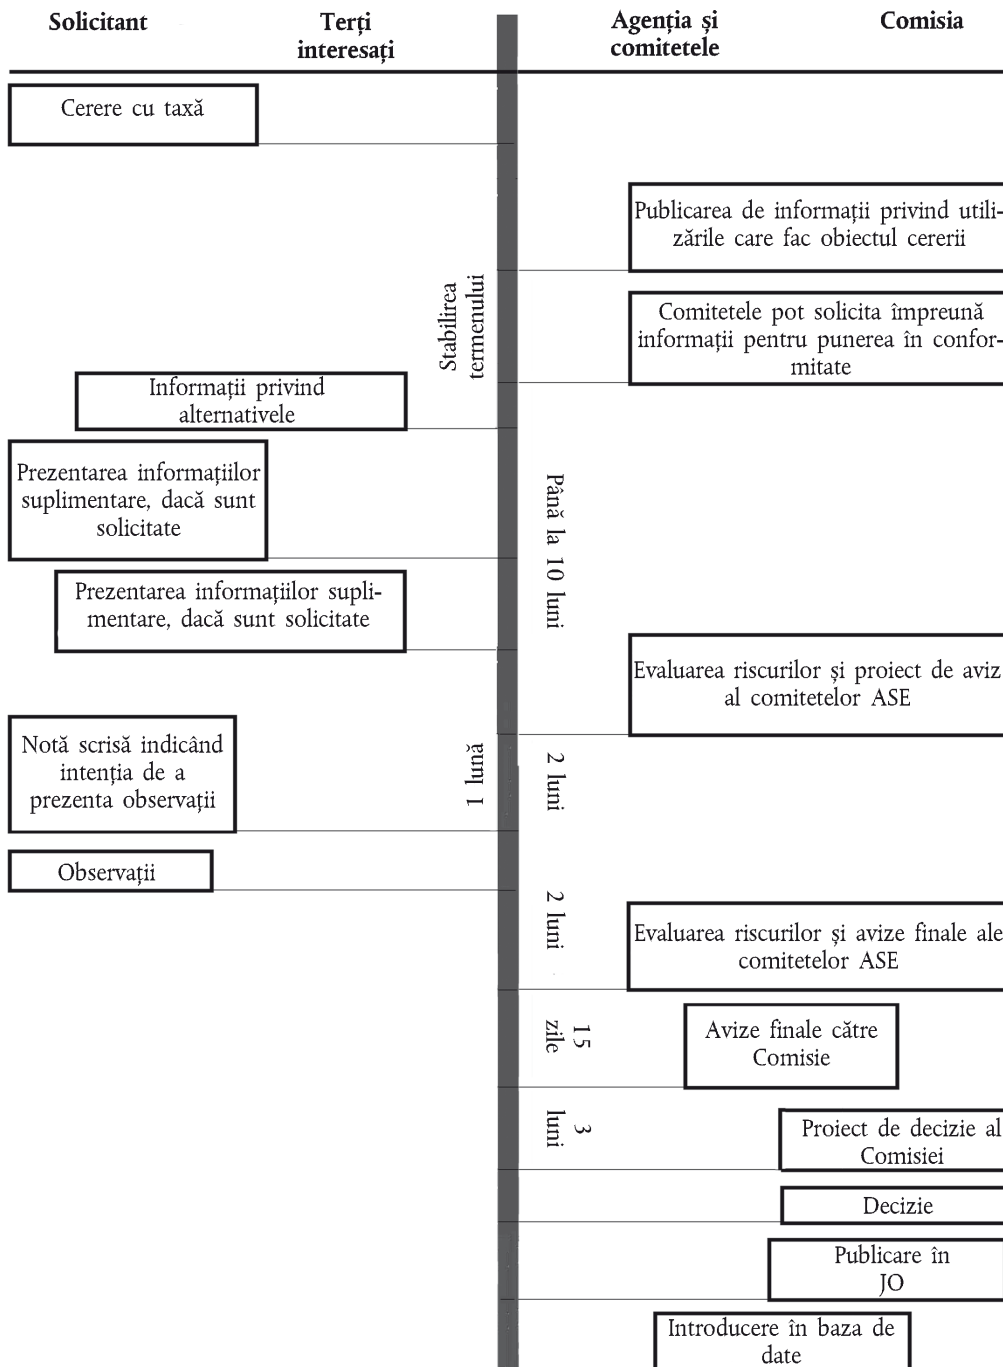 Solicitant
Terți
interesați
Agenția și
comitetele
Comisia
Cerere cu taxă
Publicarea de informații privind utili-
zările care fac obiectul cererii
Stabilirea
termenului
Comitetele pot solicita împreună
informații pentru punerea în confor-
mitate
Informații privind
alternativele
Prezentarea informațiilor
suplimentare, dacă sunt
solicitate
Până la 10 luni
Prezentarea informațiilor supli-
mentare, dacă sunt solicitate
Evaluarea riscurilor și proiect de aviz
al comitetelor ASE
Notă scrisă indicând
intenția de a
prezenta observații
1 lună
2 luni
Observații
2 luni
Evaluarea riscurilor și avize finale ale
comitetelor ASE
15
zile
Avize finale către
Comisie
3
luni
Proiect de decizie al
Comisiei
Decizie
Publicare în
JO
Introducere în baza de
date